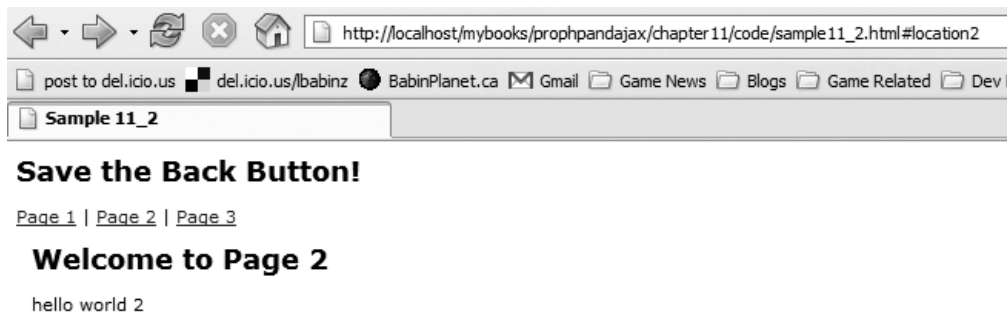 http://localhost/mybooks/prophpandajax/chapter11/code/sample11_2.html#location2
post to del.icio.us del.icio.us/lbabinz BabinPlanet.ca Gmail Game News Blogs Game Related Dev
Sample 11_2
Save the Back Button!
Page 1 | Page 2 | Page 3
Welcome to Page 2
hello world 2